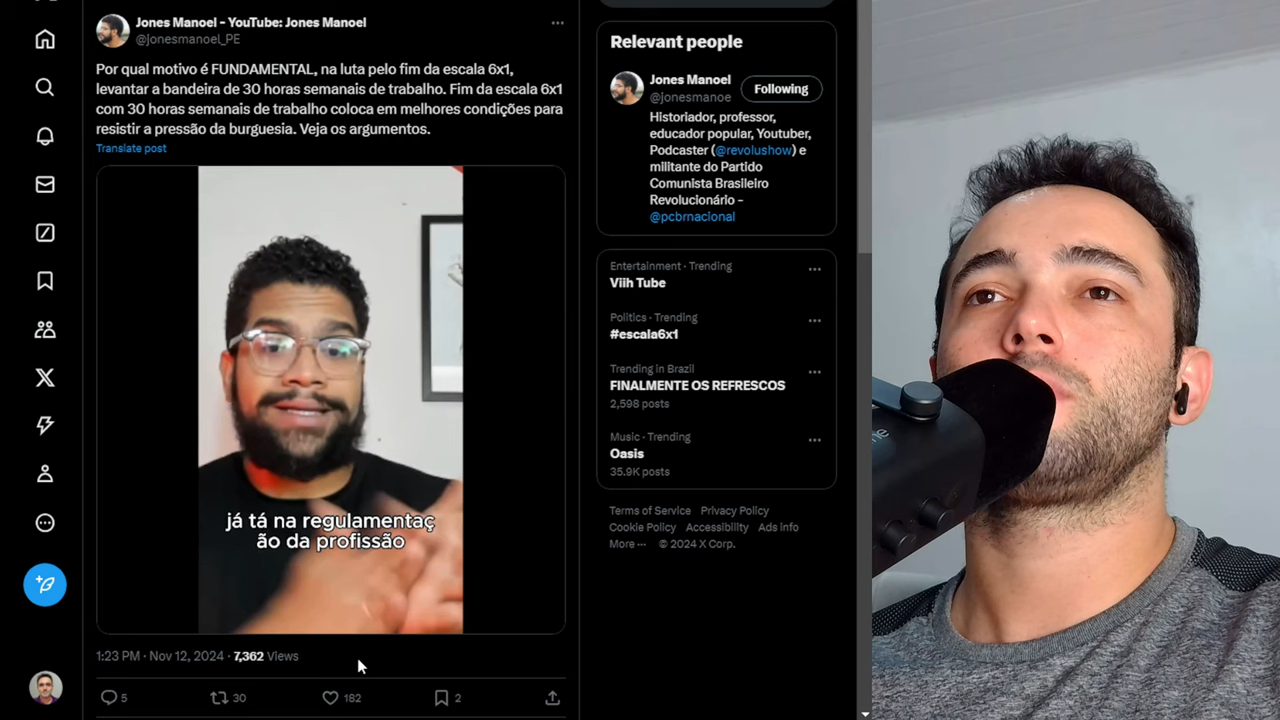 Jones Manoel - YouTube: Jones Manoel
@jonesmanoel_PE
Por qual motivo é FUNDAMENTAL, na luta pelo fim da escala 6x1,
levantar a bandeira de 30 horas semanais de trabalho. Fim da escala 6x1
com 30 horas semanais de trabalho coloca em melhores condições para
resistir a pressão da burguesia. Veja os argumentos.
Translate post
já tá na regulamentaç
ão da profissão
1:23 PM · Nov 12, 2024 · 7,362 Views
5
30
182
2
Relevant people
Jones Manoel
@jonesmanoe
Following
Historiador, professor,
educador popular, Youtuber,
Podcaster (@revolushow) e
militante do Partido
Comunista Brasileiro
Revolucionário -
@pcbrnacional
Entertainment · Trending
Viih Tube
Politics · Trending
#escala6x1
Trending in Brazil
FINALMENTE OS REFRESCOS
2,598 posts
Music · Trending
Oasis
35.9K posts
Terms of Service Privacy Policy
Cookie Policy Accessibility Ads info
More ··· © 2024 X Corp.